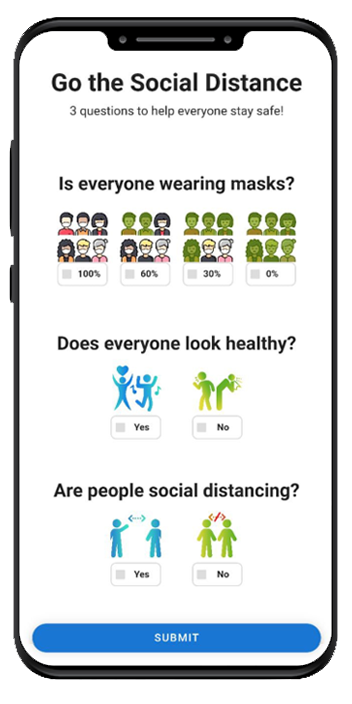 Go the Social Distance
3 questions to help everyone stay safe!
Is everyone wearing masks?
100% 60% 30% 0%
Does everyone look healthy?
Yes No
Are people social distancing?
Yes No
SUBMIT